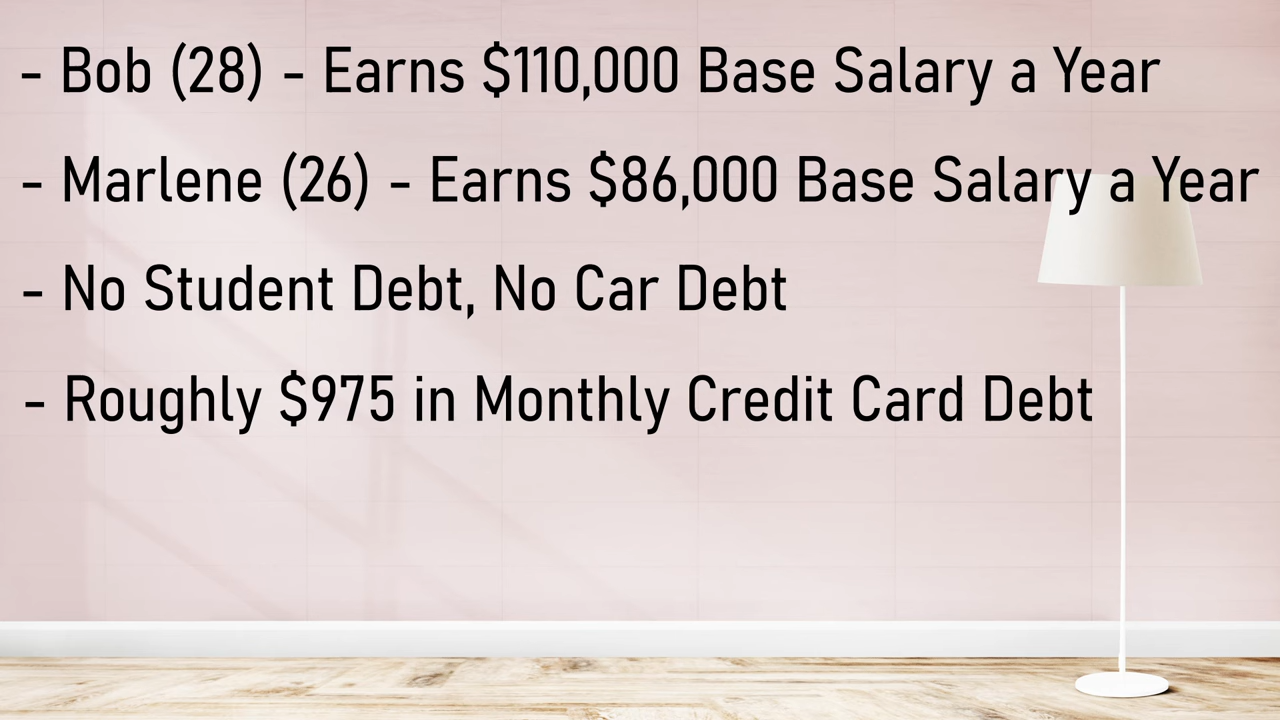 - Bob (28) - Earns $110,000 Base Salary a Year
- Marlene (26) - Earns $86,000 Base Salary a Year
- No Student Debt, No Car Debt
- Roughly $975 in Monthly Credit Card Debt